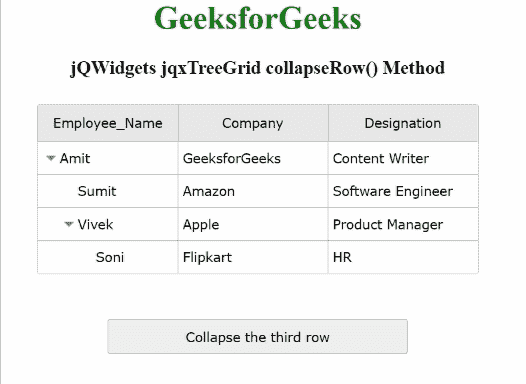 GeeksforGeeks
jQWidgets jqxTreeGrid collapseRow() Method
Employee_Name Company Designation
Amit GeeksforGeeks Content Writer
Sumit Amazon Software Engineer
Vivek Apple Product Manager
Soni Flipkart HR
Collapse the third row